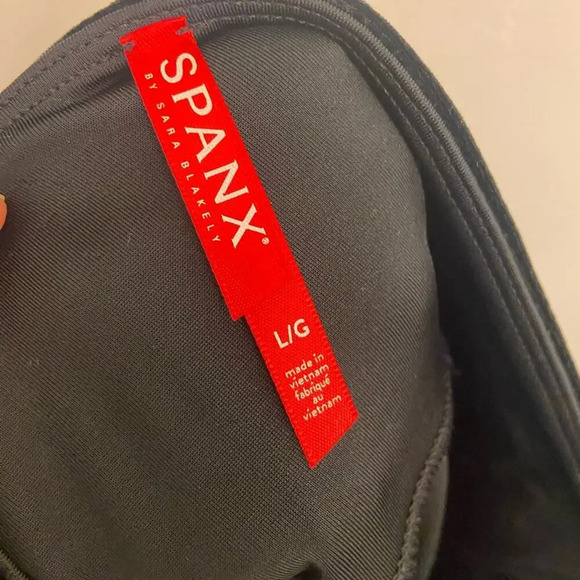 SPANX®
BY SARA BLAKELY
L/G
made in
vietnam
fabriqué
au
vietnam